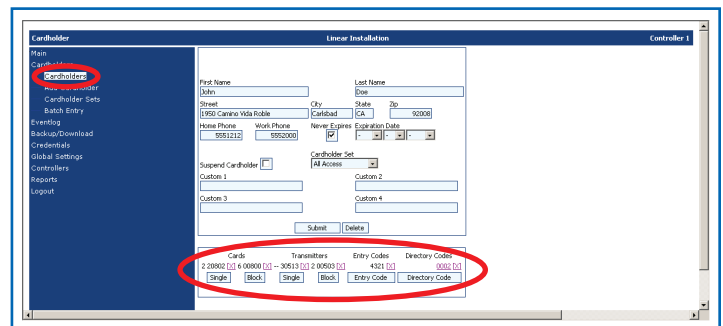 Cardholder Linear Installation Controller 1
Main
Cardholders
Cardholders
Add Cardholder
Cardholder Sets
Batch Entry
Eventlog
Backup/Download
Credentials
Global Settings
Controllers
Reports
Logout
First Name Last Name
John Doe
Street City State Zip
1950 Camino Vida Roble Carlsbad CA 92008
Home Phone Work Phone Never Expires Expiration Date
5551212 5552000 - - -
Cardholder Set
Suspend Cardholder All Access
Custom 1 Custom 2
Custom 3 Custom 4
Submit Delete
Cards Transmitters Entry Codes Directory Codes
2 20802 [X] 6 00800 [X] -- 30513 [X] 2 00503 [X] 4321 [X] 0002 [X]
Single Block Single Block Entry Code Directory Code